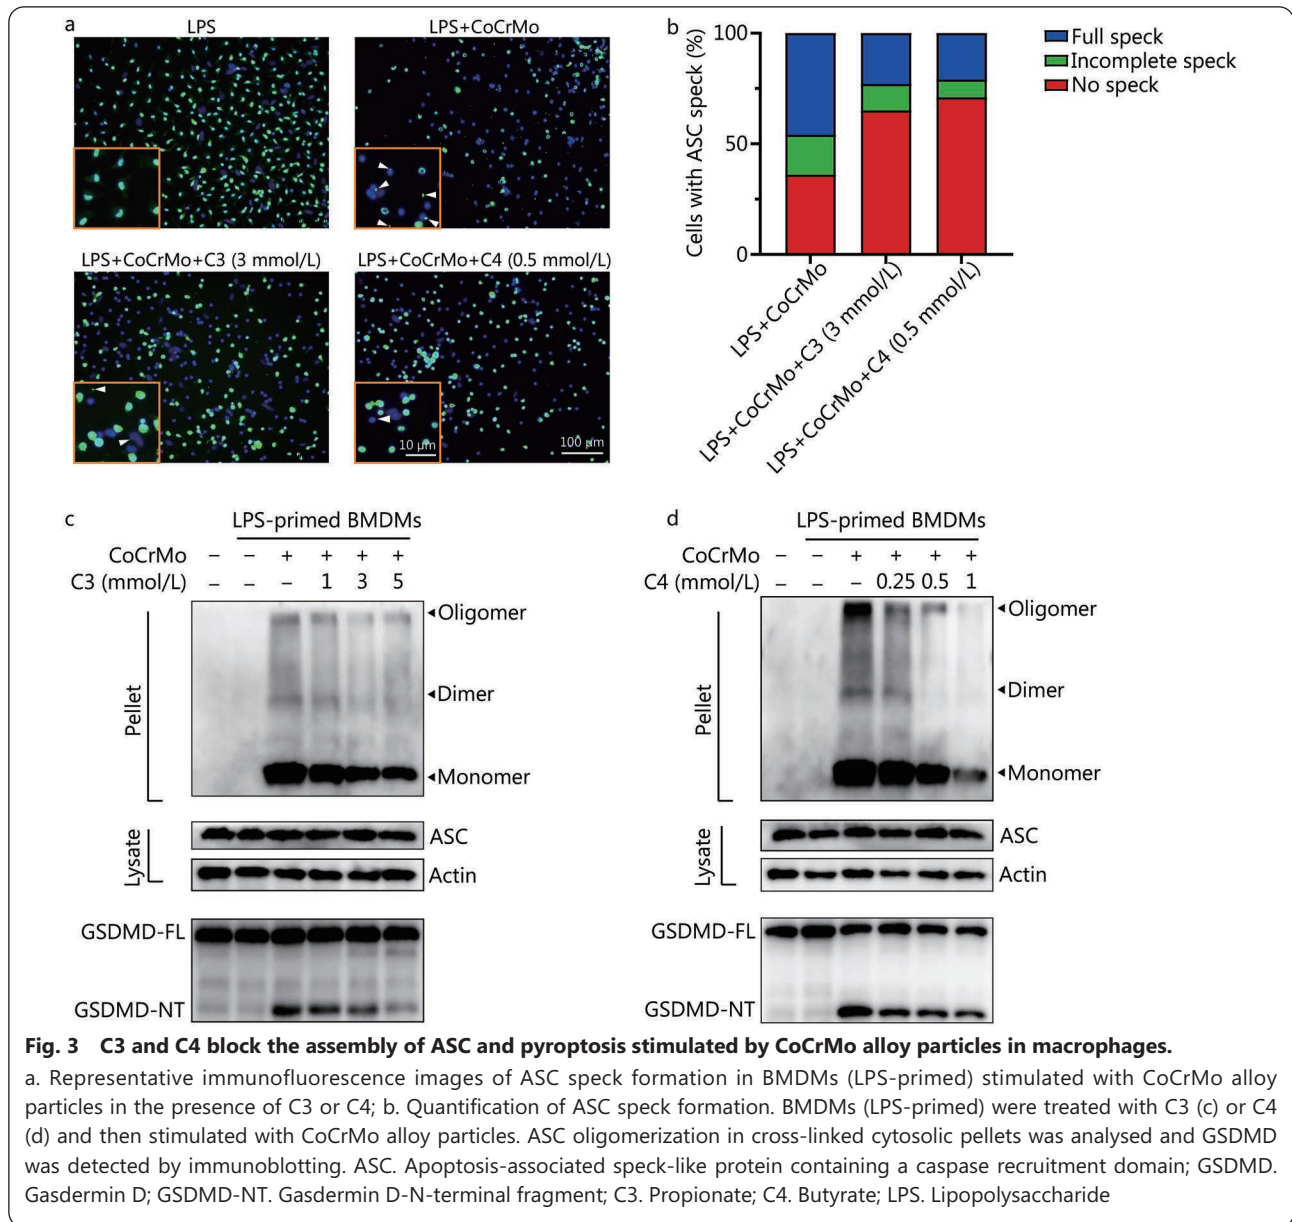 a
LPS
LPS+CoCrMo
LPS+CoCrMo+C3 (3 mmol/L)
LPS+CoCrMo+C4 (0.5 mmol/L)
10 μm
100 μm
b
Cells with ASC speck (%)
100
50
0
Full speck
Incomplete speck
No speck
LPS+CoCrMo
LPS+CoCrMo+C3 (3 mmol/L)
LPS+CoCrMo+C4 (0.5 mmol/L)
c
LPS-primed BMDMs
CoCrMo – – + + + +
C3 (mmol/L) – – – 1 3 5
Pellet
Oligomer
Dimer
Monomer
Lysate
ASC
Actin
GSDMD-FL
GSDMD-NT
d
LPS-primed BMDMs
CoCrMo – – + + + +
C4 (mmol/L) – – – 0.25 0.5 1
Pellet
Oligomer
Dimer
Monomer
Lysate
ASC
Actin
GSDMD-FL
GSDMD-NT
Fig. 3 C3 and C4 block the assembly of ASC and pyroptosis stimulated by CoCrMo alloy particles in macrophages.
a. Representative immunofluorescence images of ASC speck formation in BMDMs (LPS-primed) stimulated with CoCrMo alloy
particles in the presence of C3 or C4; b. Quantification of ASC speck formation. BMDMs (LPS-primed) were treated with C3 (c) or C4
(d) and then stimulated with CoCrMo alloy particles. ASC oligomerization in cross-linked cytosolic pellets was analysed and GSDMD
was detected by immunoblotting. ASC. Apoptosis-associated speck-like protein containing a caspase recruitment domain; GSDMD.
Gasdermin D; GSDMD-NT. Gasdermin D-N-terminal fragment; C3. Propionate; C4. Butyrate; LPS. Lipopolysaccharide